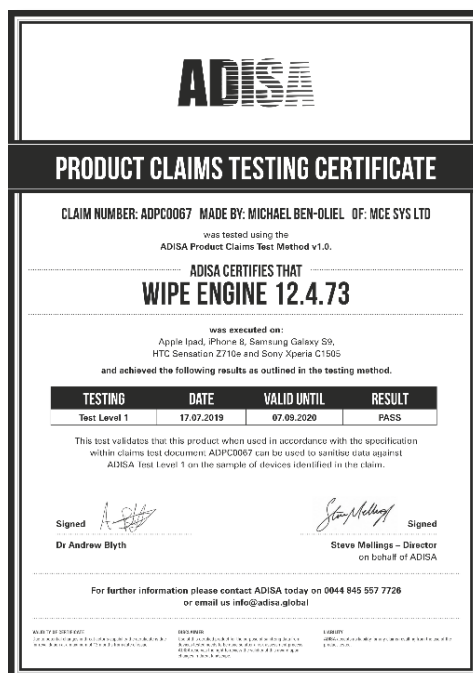 ADISA
PRODUCT CLAIMS TESTING CERTIFICATE
CLAIM NUMBER: ADPC0067 MADE BY: MICHAEL BEN-OLIEL OF: MCE SYS LTD
was tested using the
ADISA Product Claims Test Method v1.0.
ADISA CERTIFIES THAT
WIPE ENGINE 12.4.73
was executed on:
Apple Ipad, iPhone 8, Samsung Galaxy S9,
HTC Sensation Z710e and Sony Xperia C1505
and achieved the following results as outlined in the testing method.
TESTING DATE VALID UNTIL RESULT
Test Level 1 17.07.2019 07.09.2020 PASS
This test validates that this product when used in accordance with the specification
within claims test document ADPC0067 can be used to sanitise data against
ADISA Test Level 1 on the sample of devices identified in the claim.
Signed Signed
Dr Andrew Blyth Steve Mellings – Director
on behalf of ADISA
For further information please contact ADISA today on 0044 845 557 7726
or email us info@adisa.global
VALIDITY OF CERTIFICATE DISCLAIMER LIABILITY